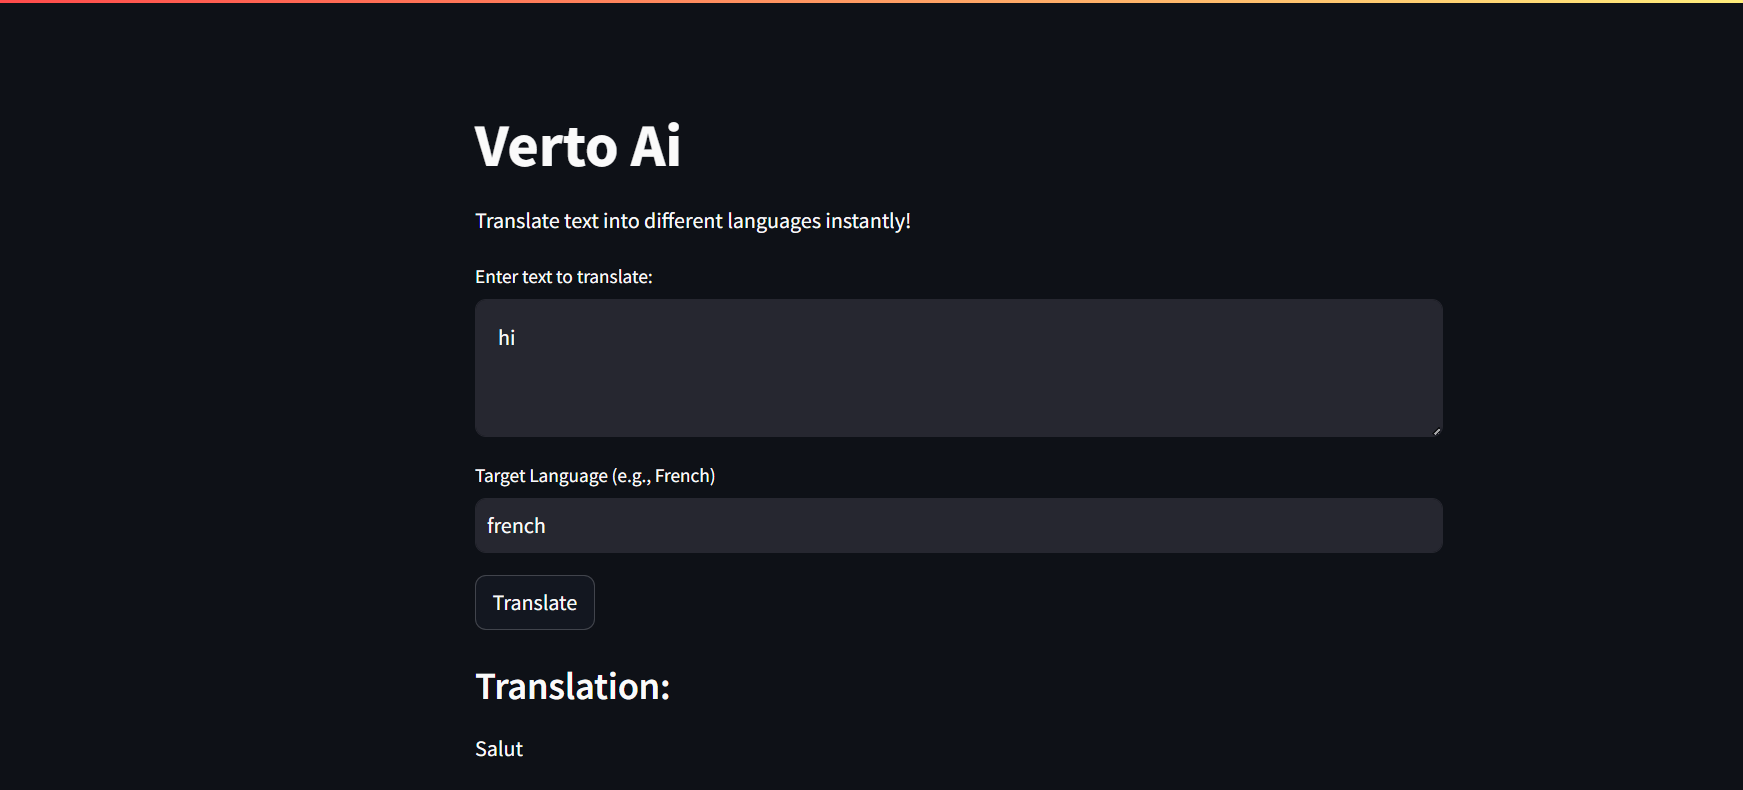 Verto Ai
Translate text into different languages instantly!
Enter text to translate:
hi
Target Language (e.g., French)
french
Translate
Translation:
Salut